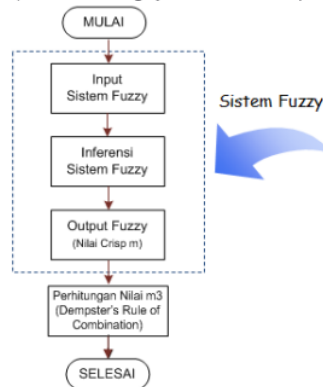 MULAI
Input
Sistem Fuzzy
Sistem Fuzzy
Inferensi
Sistem Fuzzy
Output Fuzzy
(Nilai Crisp m)
Perhitungan Nilai m3
(Dempster's Rule of
Combination)
SELESAI